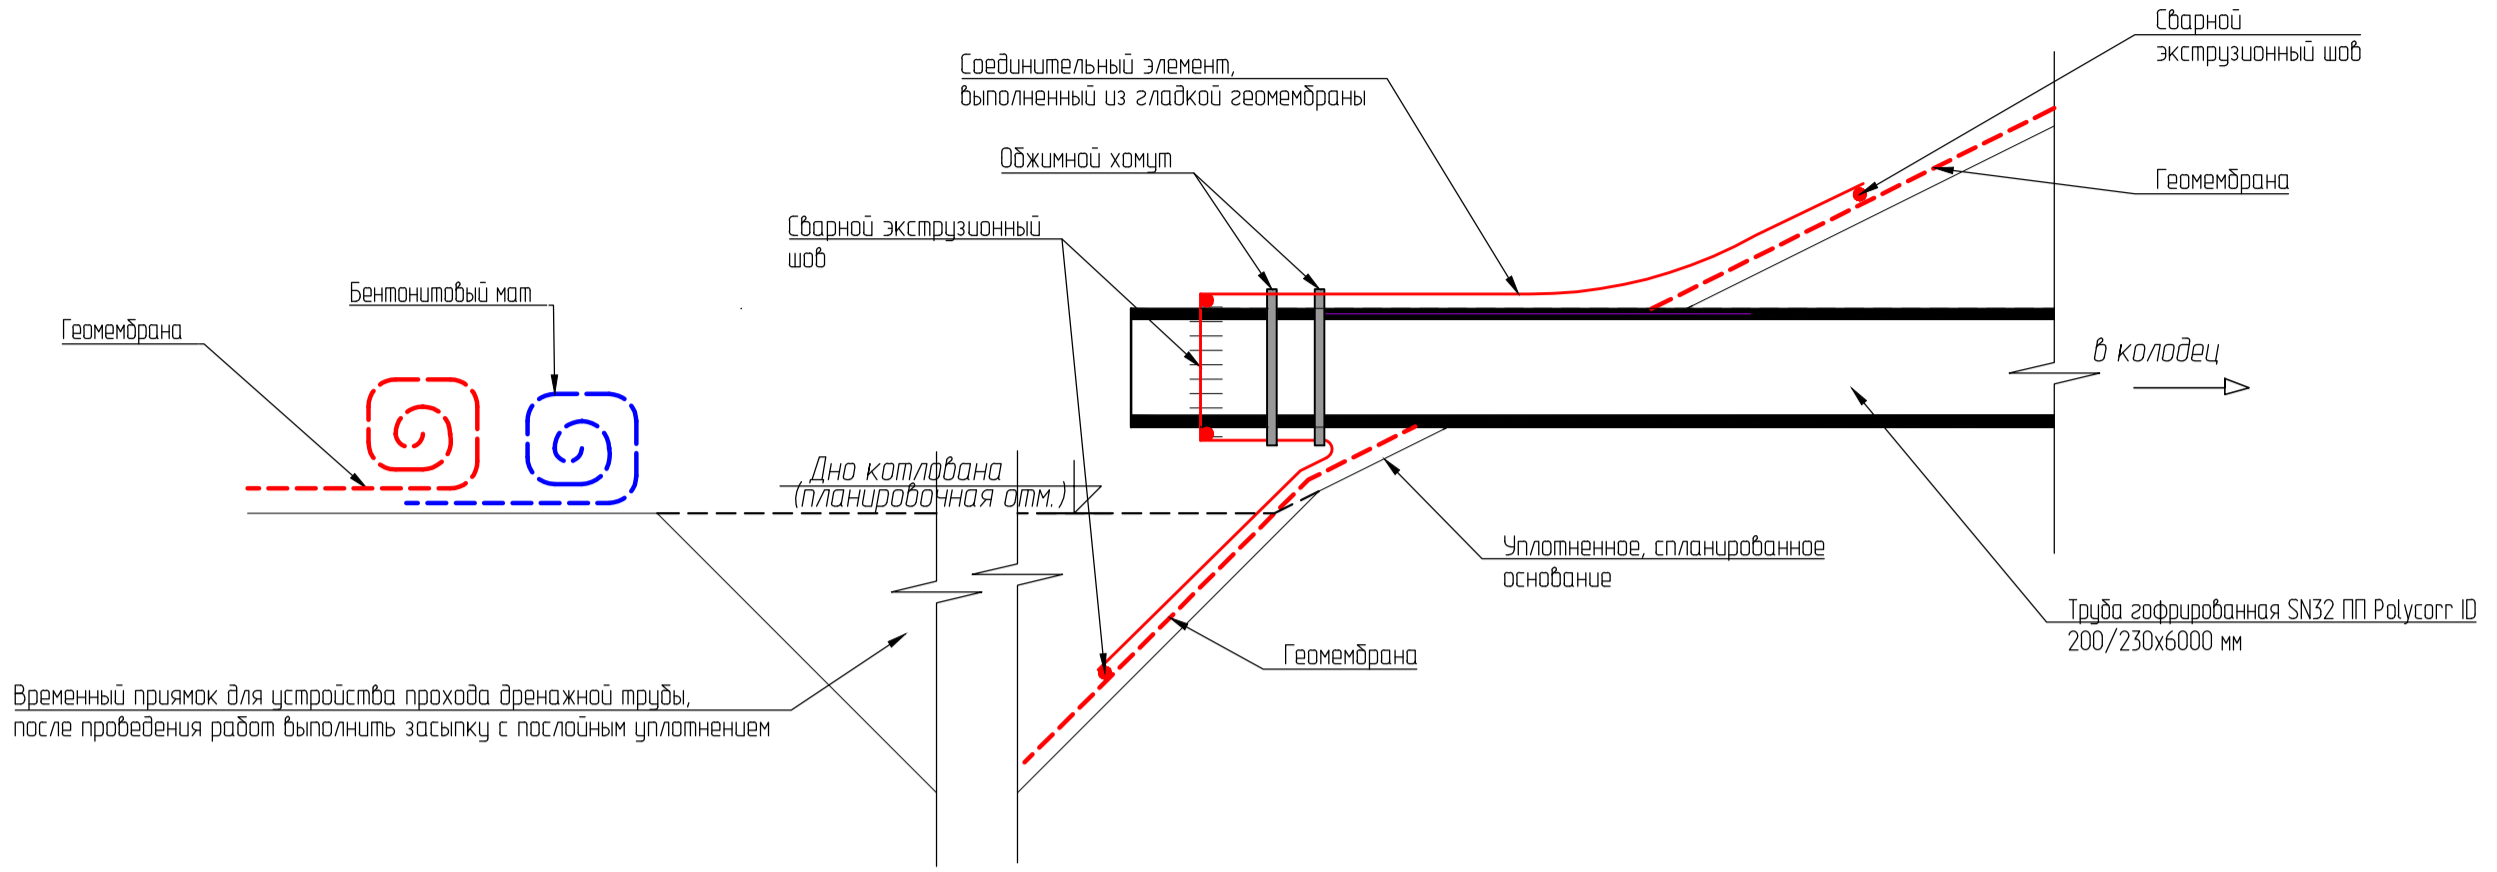 Сварной
экструзионный шов
Соединительный элемент,
выполненный из гладкой геомембраны
Обжимной хомут
Геомембрана
Сварной экструзионный
шов
Бентонитовый мат
Геомембрана
в колодец
Дно котлована
(планировочная отм.)
Уплотненное, спланированное
основание
Труба гофрированная SN32 ПП Polycorr ID
200/230х6000 мм
Геомембрана
Временный приямок для устройства прохода дренажной трубы,
после проведения работ выполнить засыпку с послойным уплотнением